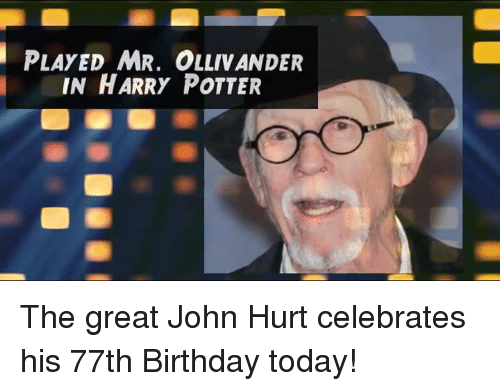 PLAYED MR. OLLIVANDER
IN HARRY POTTER
The great John Hurt celebrates
his 77th Birthday today!